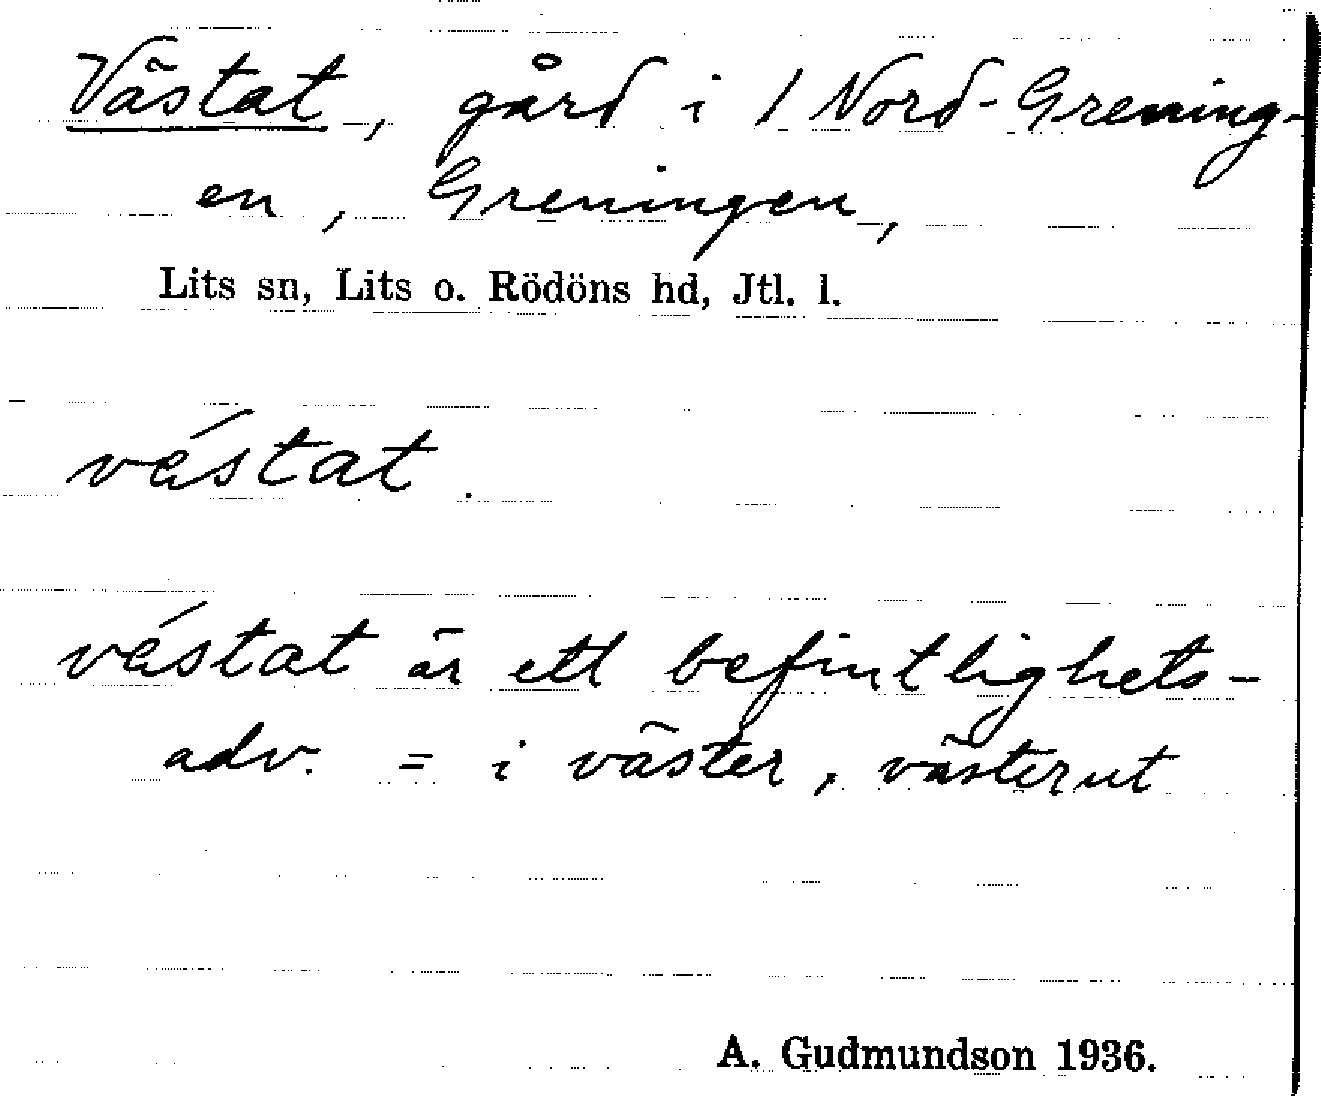 Västat, gård i / Nord-Grening-
en, Greningen,
Lits sn, Lits o. Rödöns hd, Jtl. l.
véstat.
véstat är ett befintlighets-
adv. = i väster, västerut
A. Gudmundson 1936.